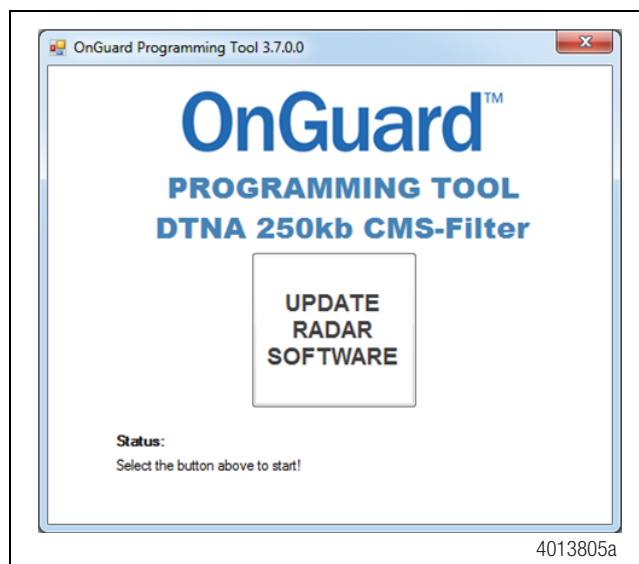 OnGuard Programming Tool 3.7.0.0
OnGuard™
PROGRAMMING TOOL
DTNA 250kb CMS-Filter
UPDATE
RADAR
SOFTWARE
Status:
Select the button above to start!
4013805a